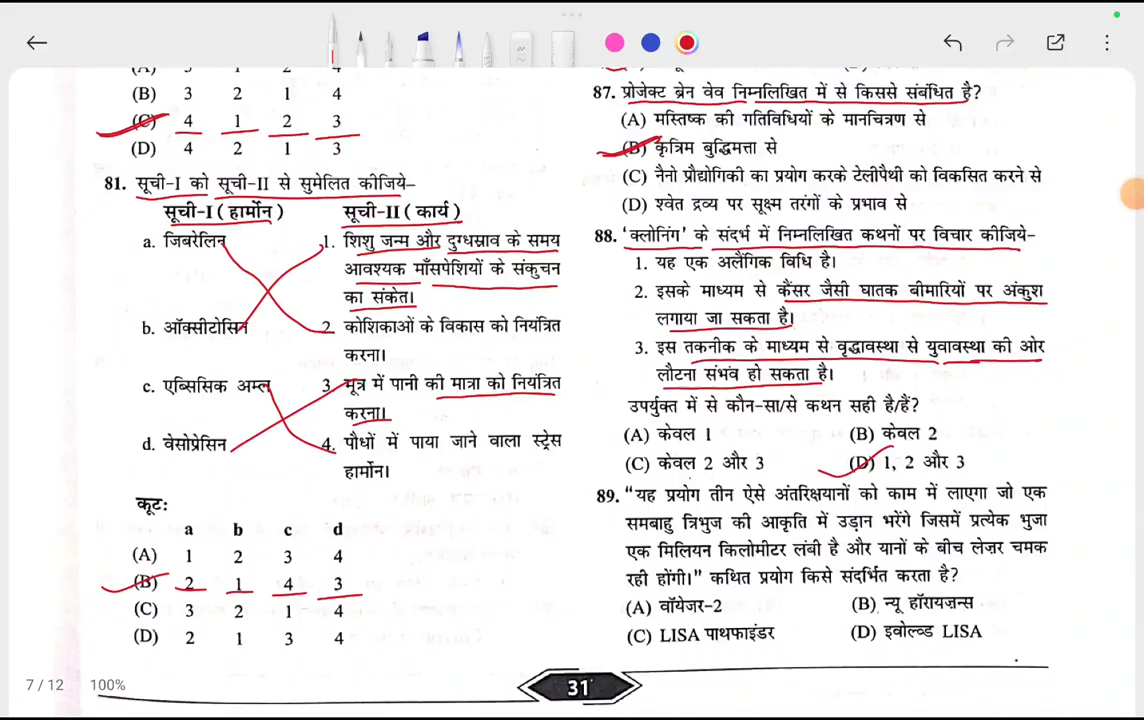 (A) 3 1 2 4
(B) 3 2 1 4
(C) 4 1 2 3
(D) 4 2 1 3
81. सूची-I को सूची-II से सुमेलित कीजिये-
सूची-I (हार्मोन) सूची-II (कार्य)
a. जिबरेलिन 1. शिशु जन्म और दुग्धस्राव के समय
आवश्यक माँसपेशियों के संकुचन
का संकेत।
b. ऑक्सीटोसिन 2. कोशिकाओं के विकास को नियंत्रित
करना।
c. एब्सिसिक अम्ल 3. मूत्र में पानी की मात्रा को नियंत्रित
करना।
d. वेसोप्रेसिन 4. पौधों में पाया जाने वाला स्ट्रेस
हार्मोन।
कूट:
a b c d
(A) 1 2 3 4
(B) 2 1 4 3
(C) 3 2 1 4
(D) 2 1 3 4
87. प्रोजेक्ट ब्रेन वेव निम्नलिखित में से किससे संबंधित है?
(A) मस्तिष्क की गतिविधियों के मानचित्रण से
(B) कृत्रिम बुद्धिमत्ता से
(C) नैनो प्रौद्योगिकी का प्रयोग करके टेलीपैथी को विकसित करने से
(D) श्वेत द्रव्य पर सूक्ष्म तरंगों के प्रभाव से
88. 'क्लोनिंग' के संदर्भ में निम्नलिखित कथनों पर विचार कीजिये-
1. यह एक अलैंगिक विधि है।
2. इसके माध्यम से कैंसर जैसी घातक बीमारियों पर अंकुश
लगाया जा सकता है।
3. इस तकनीक के माध्यम से वृद्धावस्था से युवावस्था की ओर
लौटना संभव हो सकता है।
उपर्युक्त में से कौन-सा/से कथन सही है/हैं?
(A) केवल 1 (B) केवल 2
(C) केवल 2 और 3 (D) 1, 2 और 3
89. "यह प्रयोग तीन ऐसे अंतरिक्षयानों को काम में लाएगा जो एक
समबाहु त्रिभुज की आकृति में उड़ान भरेंगे जिसमें प्रत्येक भुजा
एक मिलियन किलोमीटर लंबी है और यानों के बीच लेज़र चमक
रही होंगी।" कथित प्रयोग किसे संदर्भित करता है?
(A) वॉयेजर-2 (B) न्यू हॉरायज़न्स
(C) LISA पाथफाइंडर (D) इवोल्व्ड LISA
7 / 12 100%
31